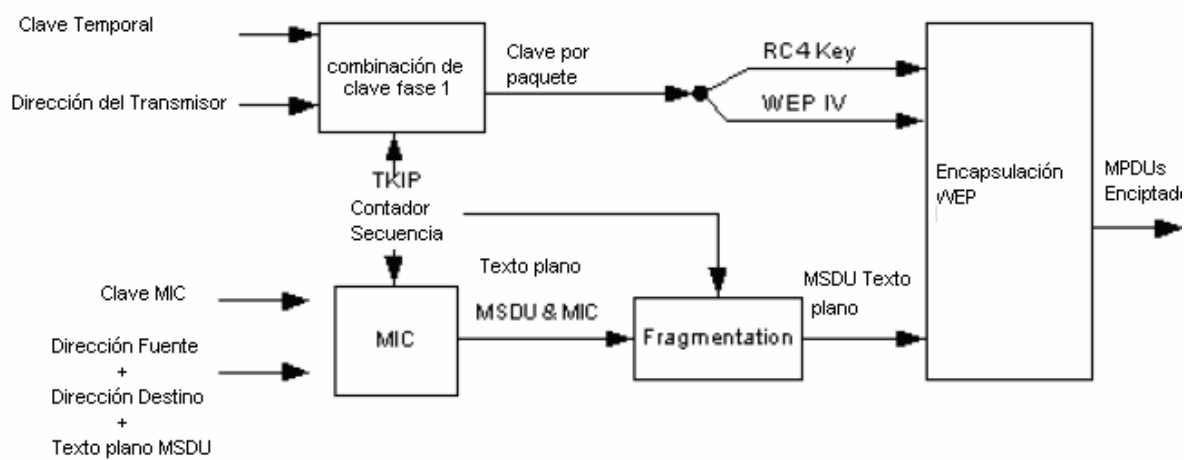 Clave Temporal
Dirección del Transmisor
combinación de
clave fase 1
Clave por
paquete
RC4 Key
WEP IV
Encapsulación
WEP
MPDUs
Enciptado
TKIP
Contador
Secuencia
Clave MIC
Dirección Fuente
+
Dirección Destino
+
Texto plano MSDU
MIC
Texto plano
MSDU & MIC
Fragmentation
MSDU Texto
plano